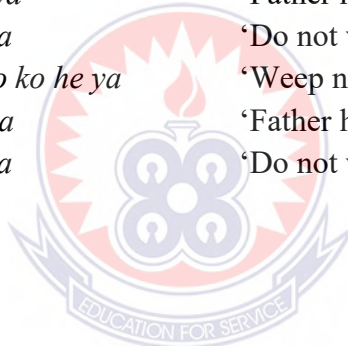 'Father
a 'Do not
ko he ya 'Weep
a 'Father
a 'Do not
EDUCATION FOR SERVICE